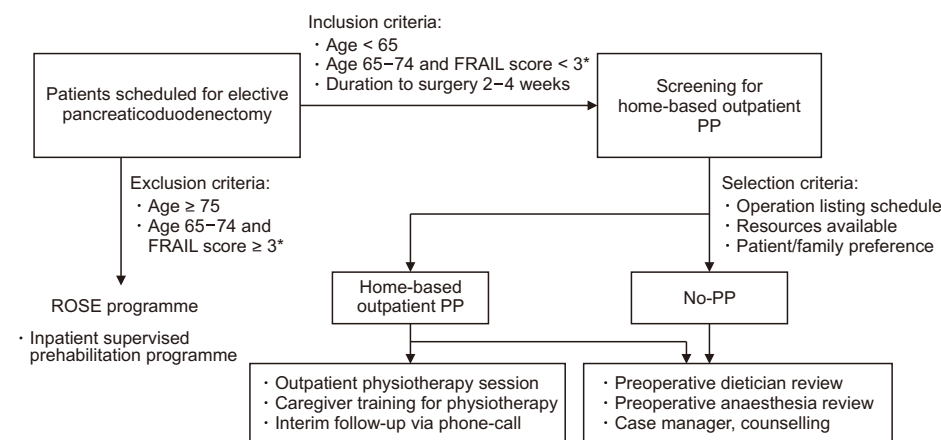 Inclusion criteria:
· Age < 65
· Age 65−74 and FRAIL score < 3*
· Duration to surgery 2−4 weeks
Patients scheduled for elective
pancreaticoduodenectomy
Screening for
home-based outpatient
PP
Exclusion criteria:
· Age ≥ 75
· Age 65−74 and
FRAIL score ≥ 3*
Selection criteria:
· Operation listing schedule
· Resources available
· Patient/family preference
ROSE programme
· Inpatient supervised
prehabilitation programme
Home-based
outpatient PP
No-PP
· Outpatient physiotherapy session
· Caregiver training for physiotherapy
· Interim follow-up via phone-call
· Preoperative dietician review
· Preoperative anaesthesia review
· Case manager, counselling